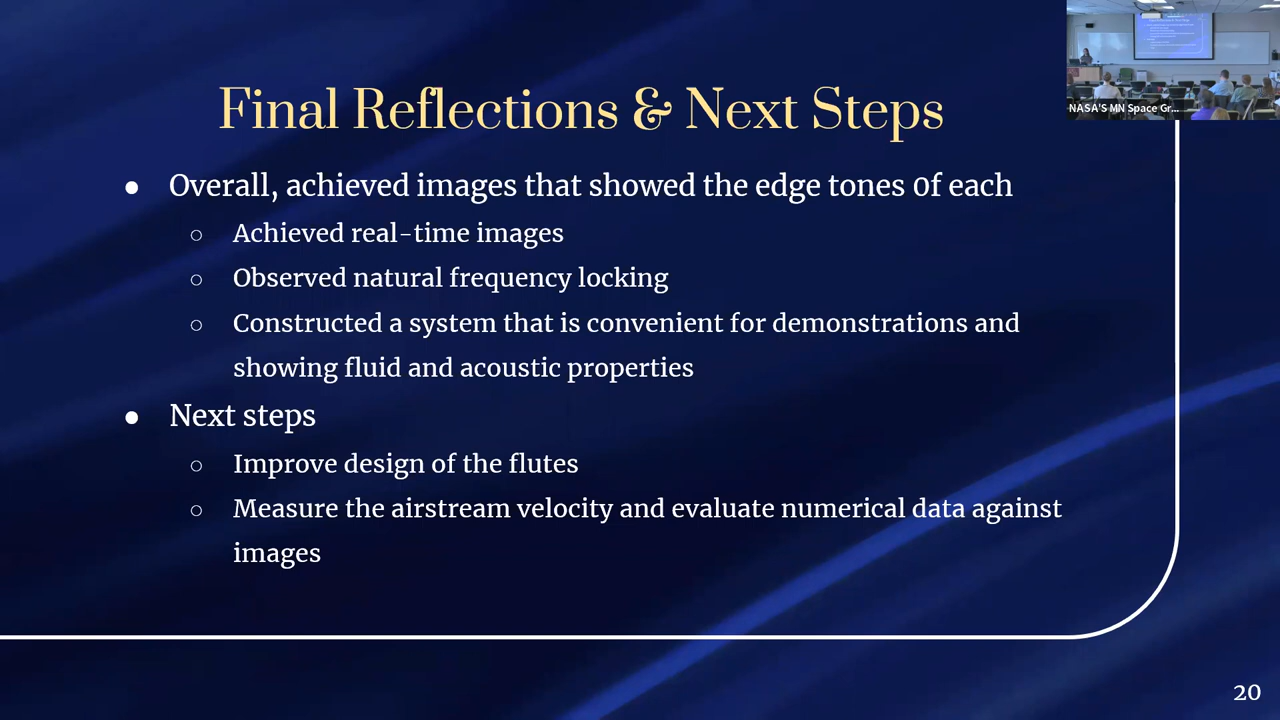 NASA'S MN Space Gr...
Final Reflections & Next Steps
● Overall, achieved images that showed the edge tones 0f each
○ Achieved real-time images
○ Observed natural frequency locking
○ Constructed a system that is convenient for demonstrations and
showing fluid and acoustic properties
● Next steps
○ Improve design of the flutes
○ Measure the airstream velocity and evaluate numerical data against
images
20